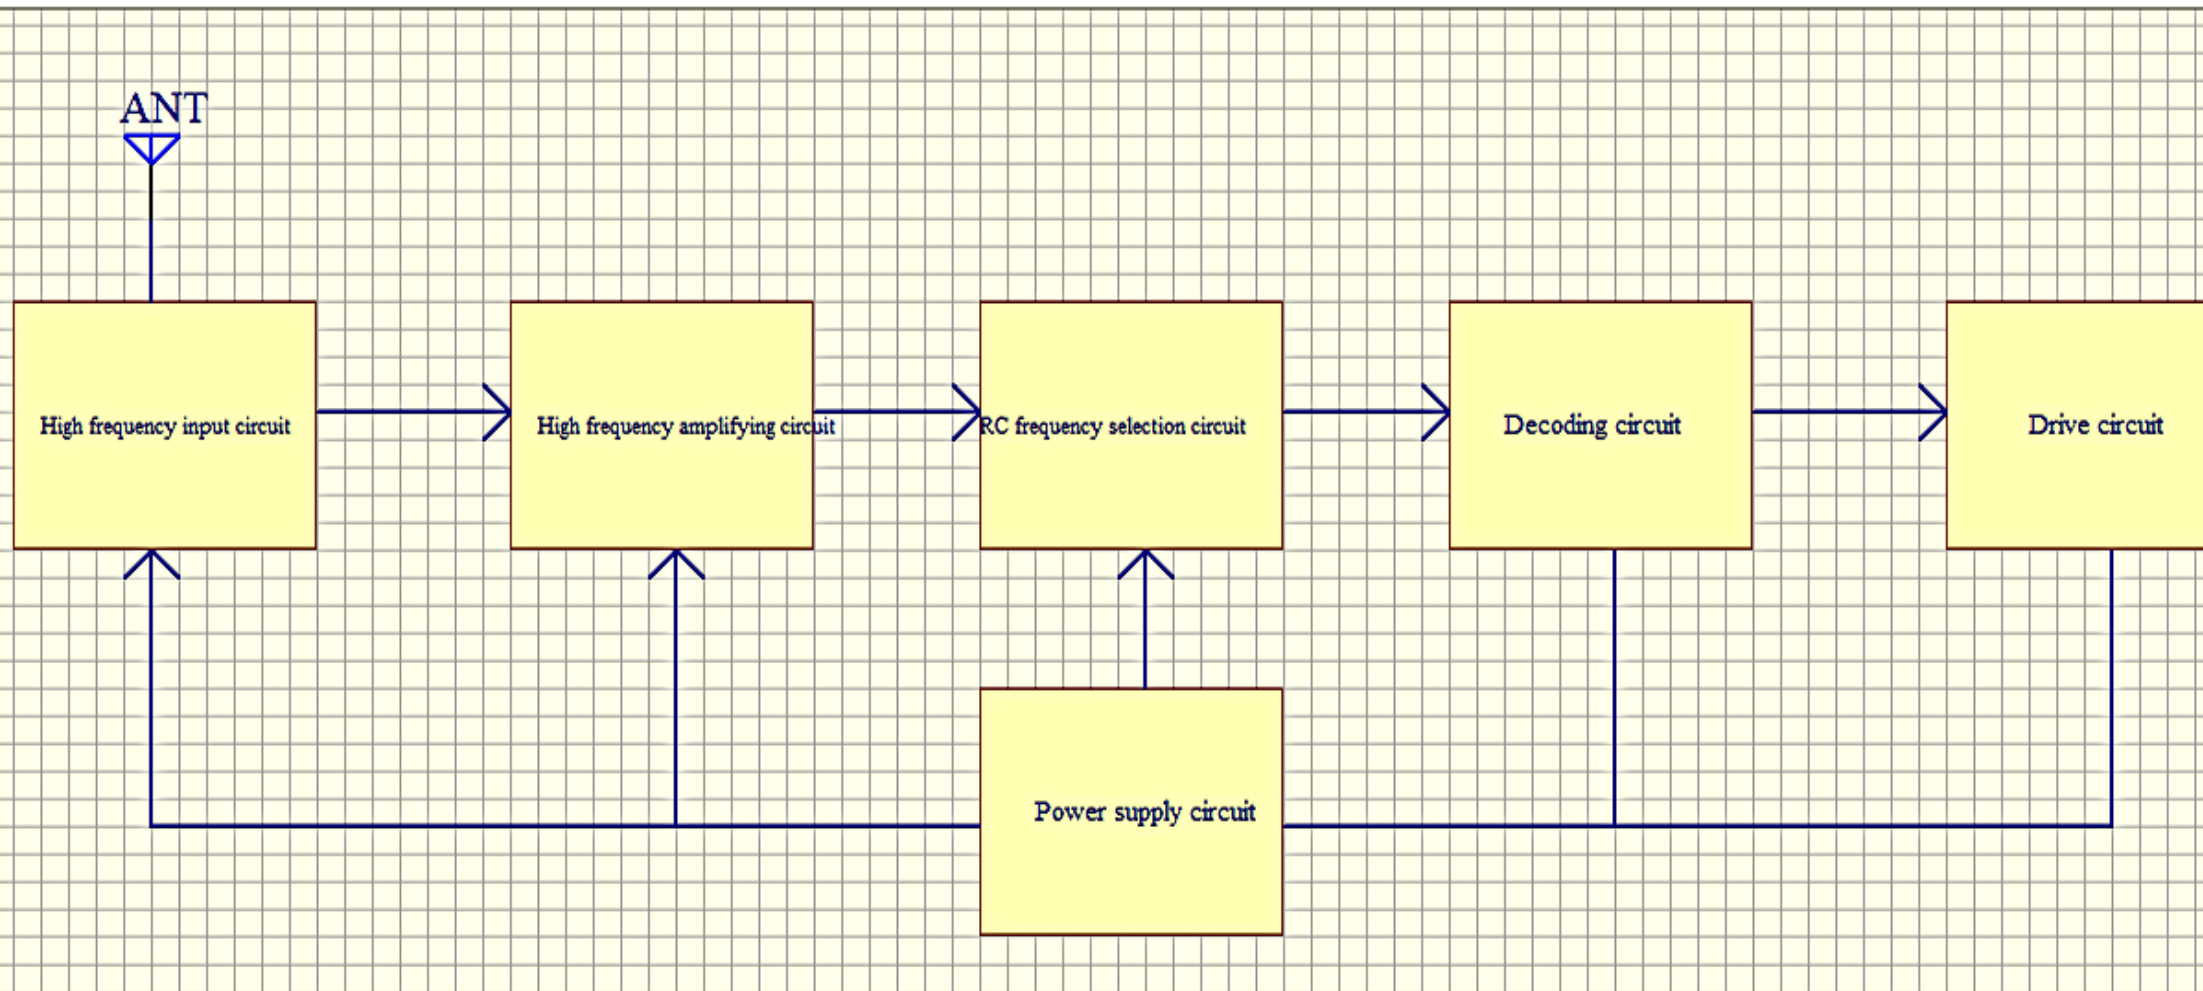 ANT
High frequency input circuit
High frequency amplifying circuit
RC frequency selection circuit
Decoding circuit
Drive circuit
Power supply circuit